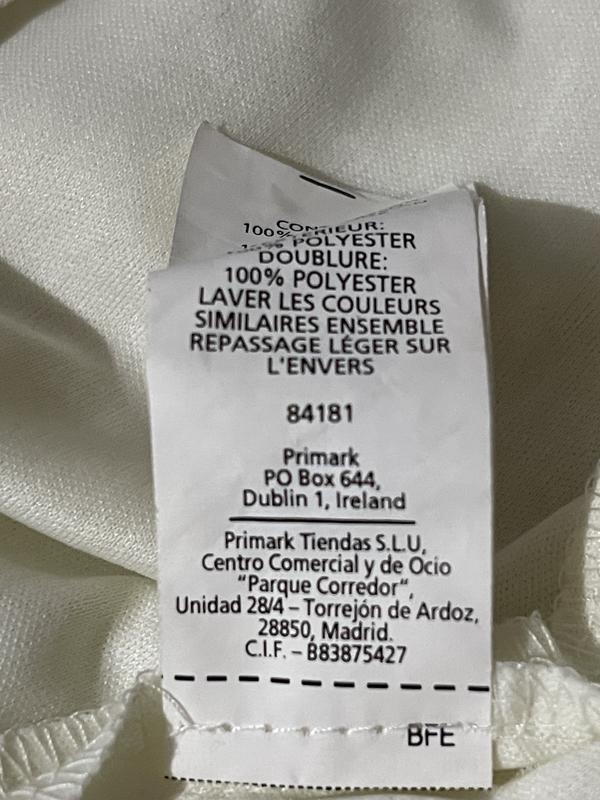 100%
POLYESTER
DOUBLURE:
100% POLYESTER
LAVER LES COULEURS
SIMILAIRES ENSEMBLE
REPASSAGE LÉGER SUR
L'ENVERS
84181
Primark
PO Box 644,
Dublin 1, Ireland
Primark Tiendas S.L.U,
Centro Comercial y de Ocio
"Parque Corredor",
Unidad 28/4 – Torrejón de Ardoz,
28850, Madrid.
C.I.F. – B83875427
BFE